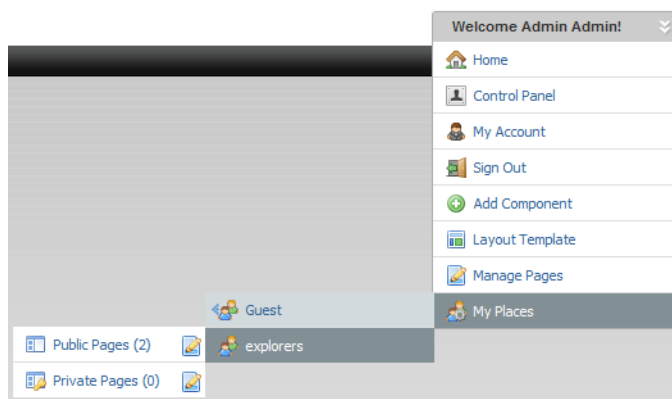 Welcome Admin Admin!
Home
Control Panel
My Account
Sign Out
Add Component
Layout Template
Manage Pages
My Places
Guest
explorers
Public Pages (2)
Private Pages (0)